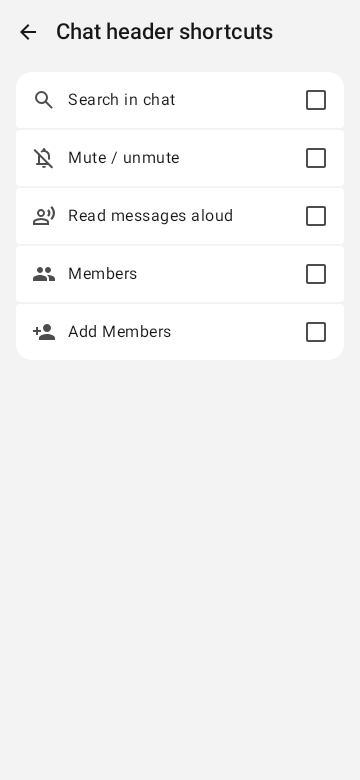 Chat header shortcuts
Search in chat
Mute / unmute
Read messages aloud
Members
Add Members